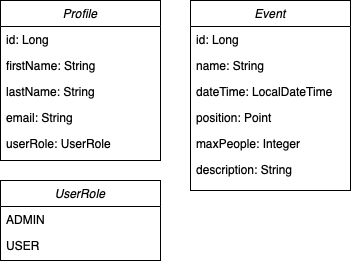 Profile
id: Long
firstName: String
lastName: String
email: String
userRole: UserRole
Event
id: Long
name: String
dateTime: LocalDateTime
position: Point
maxPeople: Integer
description: String
UserRole
ADMIN
USER